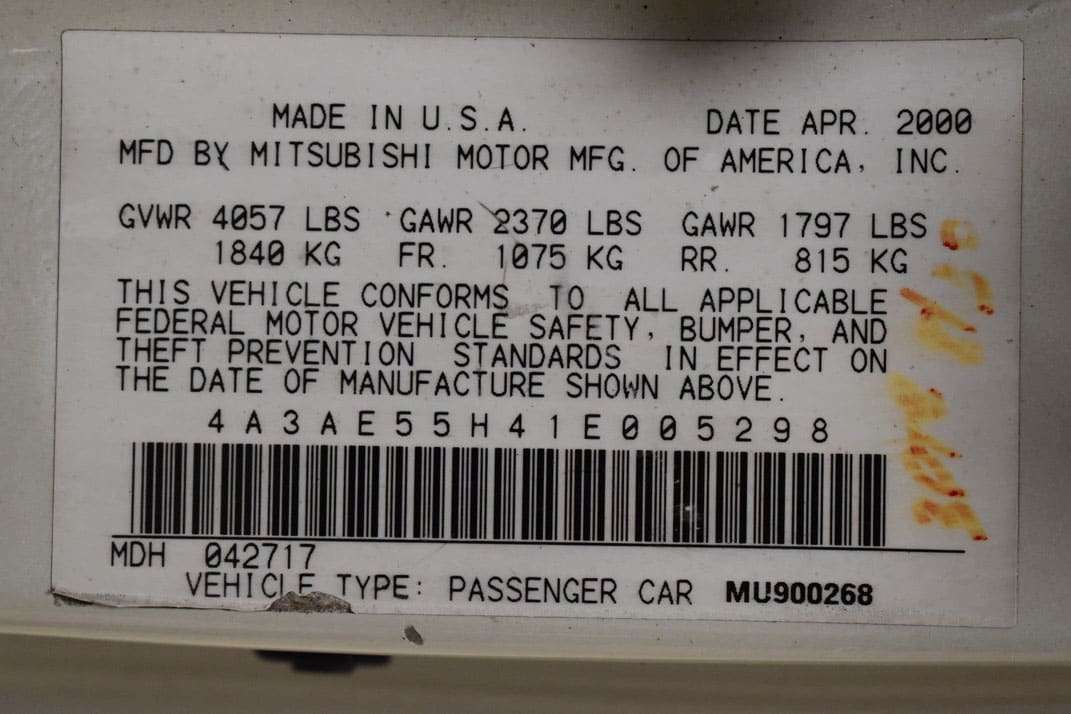 MADE IN U.S.A. DATE APR. 2000
MFD BY MITSUBISHI MOTOR MFG. OF AMERICA, INC.
GVWR 4057 LBS GAWR 2370 LBS GAWR 1797 LBS
1840 KG FR. 1075 KG RR. 815 KG
THIS VEHICLE CONFORMS TO ALL APPLICABLE
FEDERAL MOTOR VEHICLE SAFETY, BUMPER, AND
THEFT PREVENTION STANDARDS IN EFFECT ON
THE DATE OF MANUFACTURE SHOWN ABOVE.
4A3AE55H41E005298
MDH 042717
VEHICLE TYPE: PASSENGER CAR MU900268